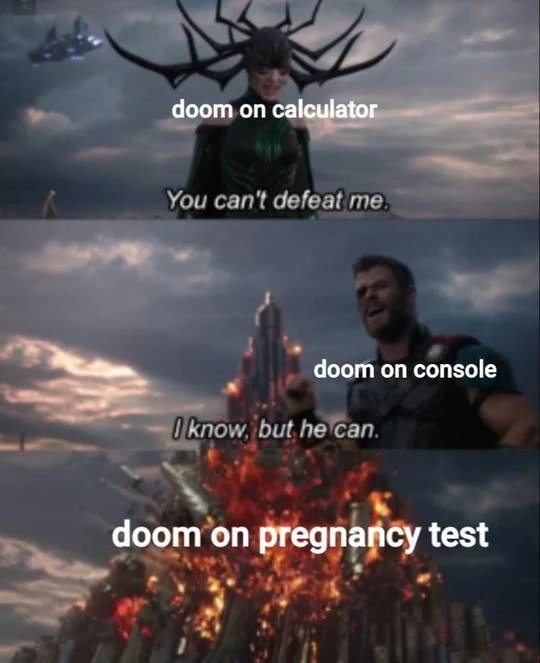 doom on calculator
You can't defeat me.
doom on console
I know, but he can.
doom on pregnancy test